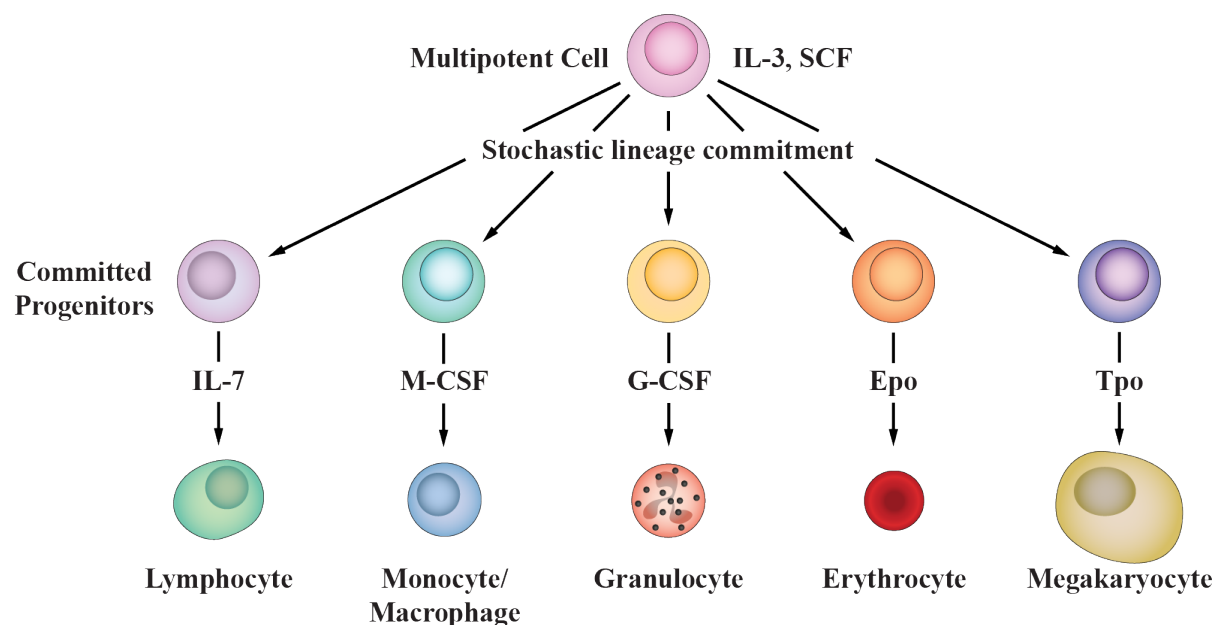 Multipotent Cell
IL-3, SCF
Stochastic lineage commitment
Committed
Progenitors
IL-7
M-CSF
G-CSF
Epo
Tpo
Lymphocyte
Monocyte/
Macrophage
Granulocyte
Erythrocyte
Megakaryocyte